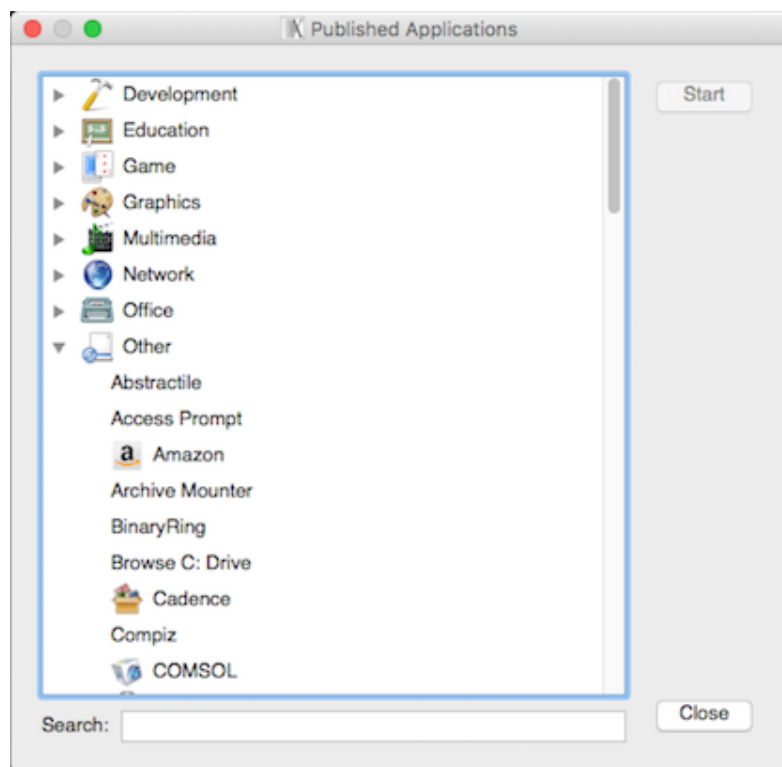 Published Applications
Development
Start
Education
Game
Graphics
Multimedia
Network
Office
Other
Abstractile
Access Prompt
a Amazon
Archive Mounter
BinaryRing
Browse C: Drive
Cadence
Compiz
COMSOL
Search:
Close